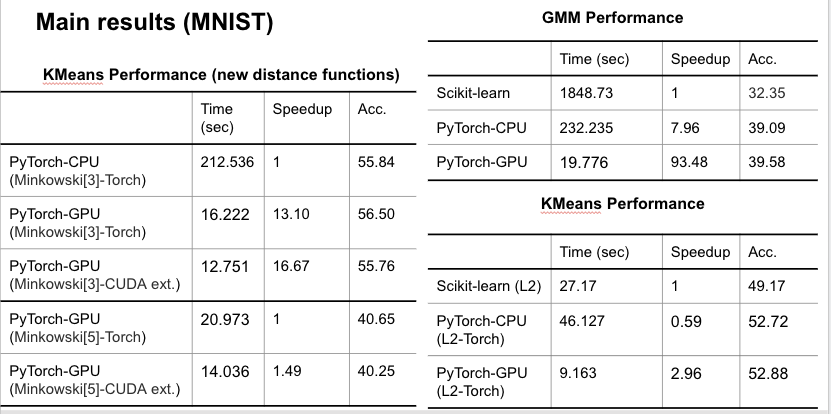 Main results (MNIST)
KMeans Performance (new distance functions)
Time (sec) Speedup Acc.
PyTorch-CPU (Minkowski[3]-Torch) 212.536 1 55.84
PyTorch-GPU (Minkowski[3]-Torch) 16.222 13.10 56.50
PyTorch-GPU (Minkowski[3]-CUDA ext.) 12.751 16.67 55.76
PyTorch-GPU (Minkowski[5]-Torch) 20.973 1 40.65
PyTorch-GPU (Minkowski[5]-CUDA ext.) 14.036 1.49 40.25
GMM Performance
Time (sec) Speedup Acc.
Scikit-learn 1848.73 1 32.35
PyTorch-CPU 232.235 7.96 39.09
PyTorch-GPU 19.776 93.48 39.58
KMeans Performance
Time (sec) Speedup Acc.
Scikit-learn (L2) 27.17 1 49.17
PyTorch-CPU (L2-Torch) 46.127 0.59 52.72
PyTorch-GPU (L2-Torch) 9.163 2.96 52.88